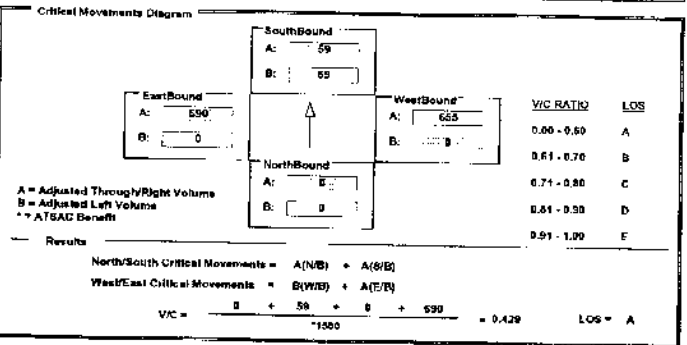 Critical Movements Diagram
SouthBound
A: 59
B: 59
EastBound
A: 690
B: 0
WestBound
A: 655
B: 0
NorthBound
A: 0
B: 0
A = Adjusted Through/Right Volume
B = Adjusted Left Volume
* = ATSAC Benefit
V/C RATIO LOS
0.00 - 0.60 A
0.61 - 0.70 B
0.71 - 0.80 C
0.81 - 0.90 D
0.91 - 1.00 E
Results
North/South Critical Movements = A(N/B) + A(S/B)
West/East Critical Movements = B(W/B) + A(E/B)
V/C = 0 + 59 + 0 + 690 = 0.429 LOS = A